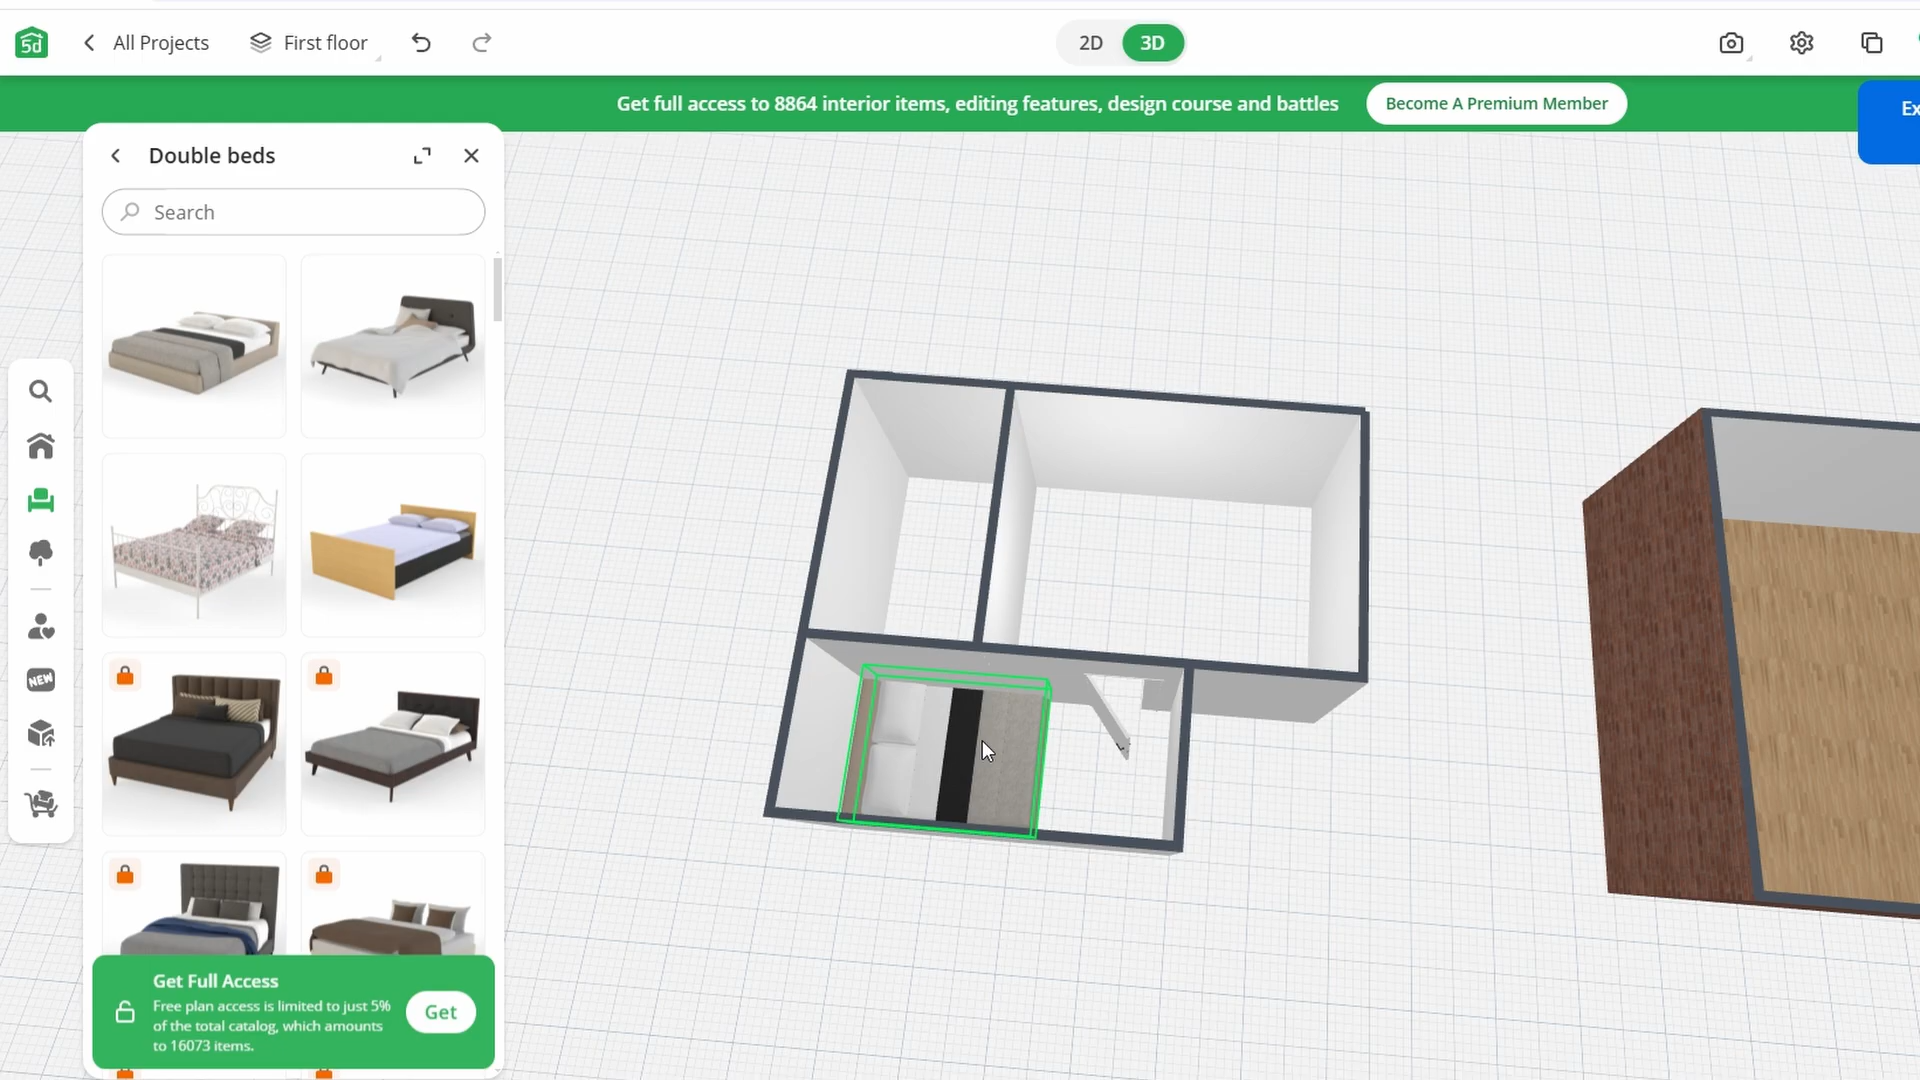 5d
All Projects
First floor
2D
3D
Get full access to 8864 interior items, editing features, design course and battles
Become A Premium Member
Ex
Double beds
Search
NEW
Get Full Access
Free plan access is limited to just 5%
of the total catalog, which amounts
to 16073 items.
Get